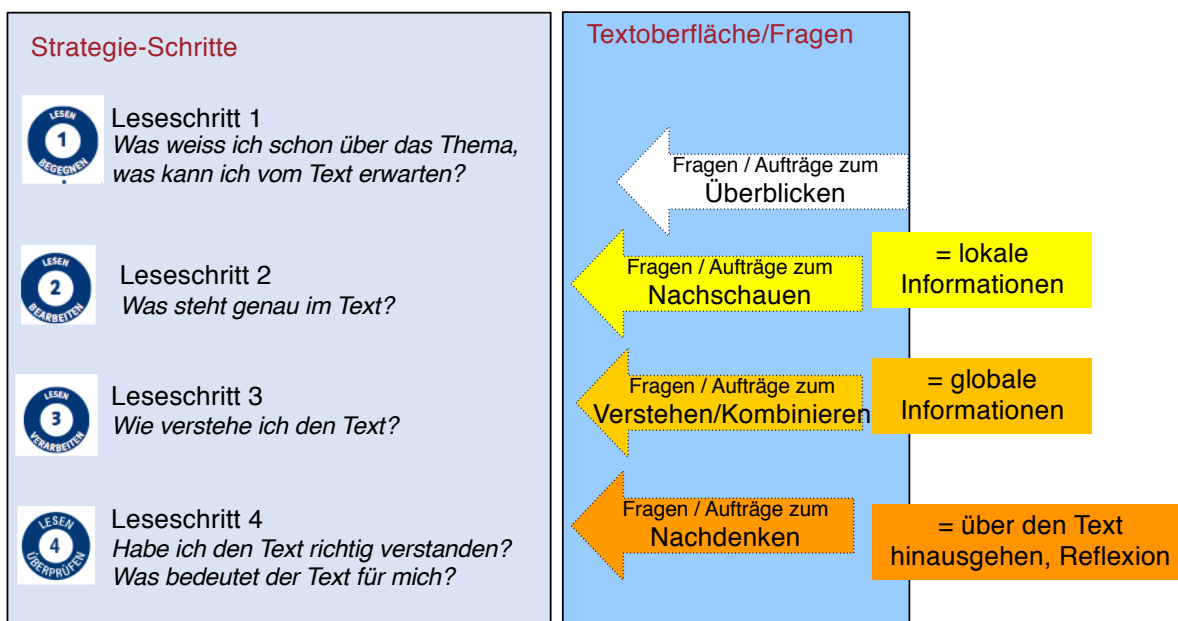 Strategie-Schritte
LESEN
1
BEGEGNEN
Leseschritt 1
Was weiss ich schon über das Thema,
was kann ich vom Text erwarten?
LESEN
2
BEARBEITEN
Leseschritt 2
Was steht genau im Text?
LESEN
3
VERARBEITEN
Leseschritt 3
Wie verstehe ich den Text?
LESEN
4
ÜBERPRÜFEN
Leseschritt 4
Habe ich den Text richtig verstanden?
Was bedeutet der Text für mich?
Textoberfläche/Fragen
Fragen / Aufträge zum
Überblicken
Fragen / Aufträge zum
Nachschauen
= lokale
Informationen
Fragen / Aufträge zum
Verstehen/Kombinieren
= globale
Informationen
Fragen / Aufträge zum
Nachdenken
= über den Text
hinausgehen, Reflexion